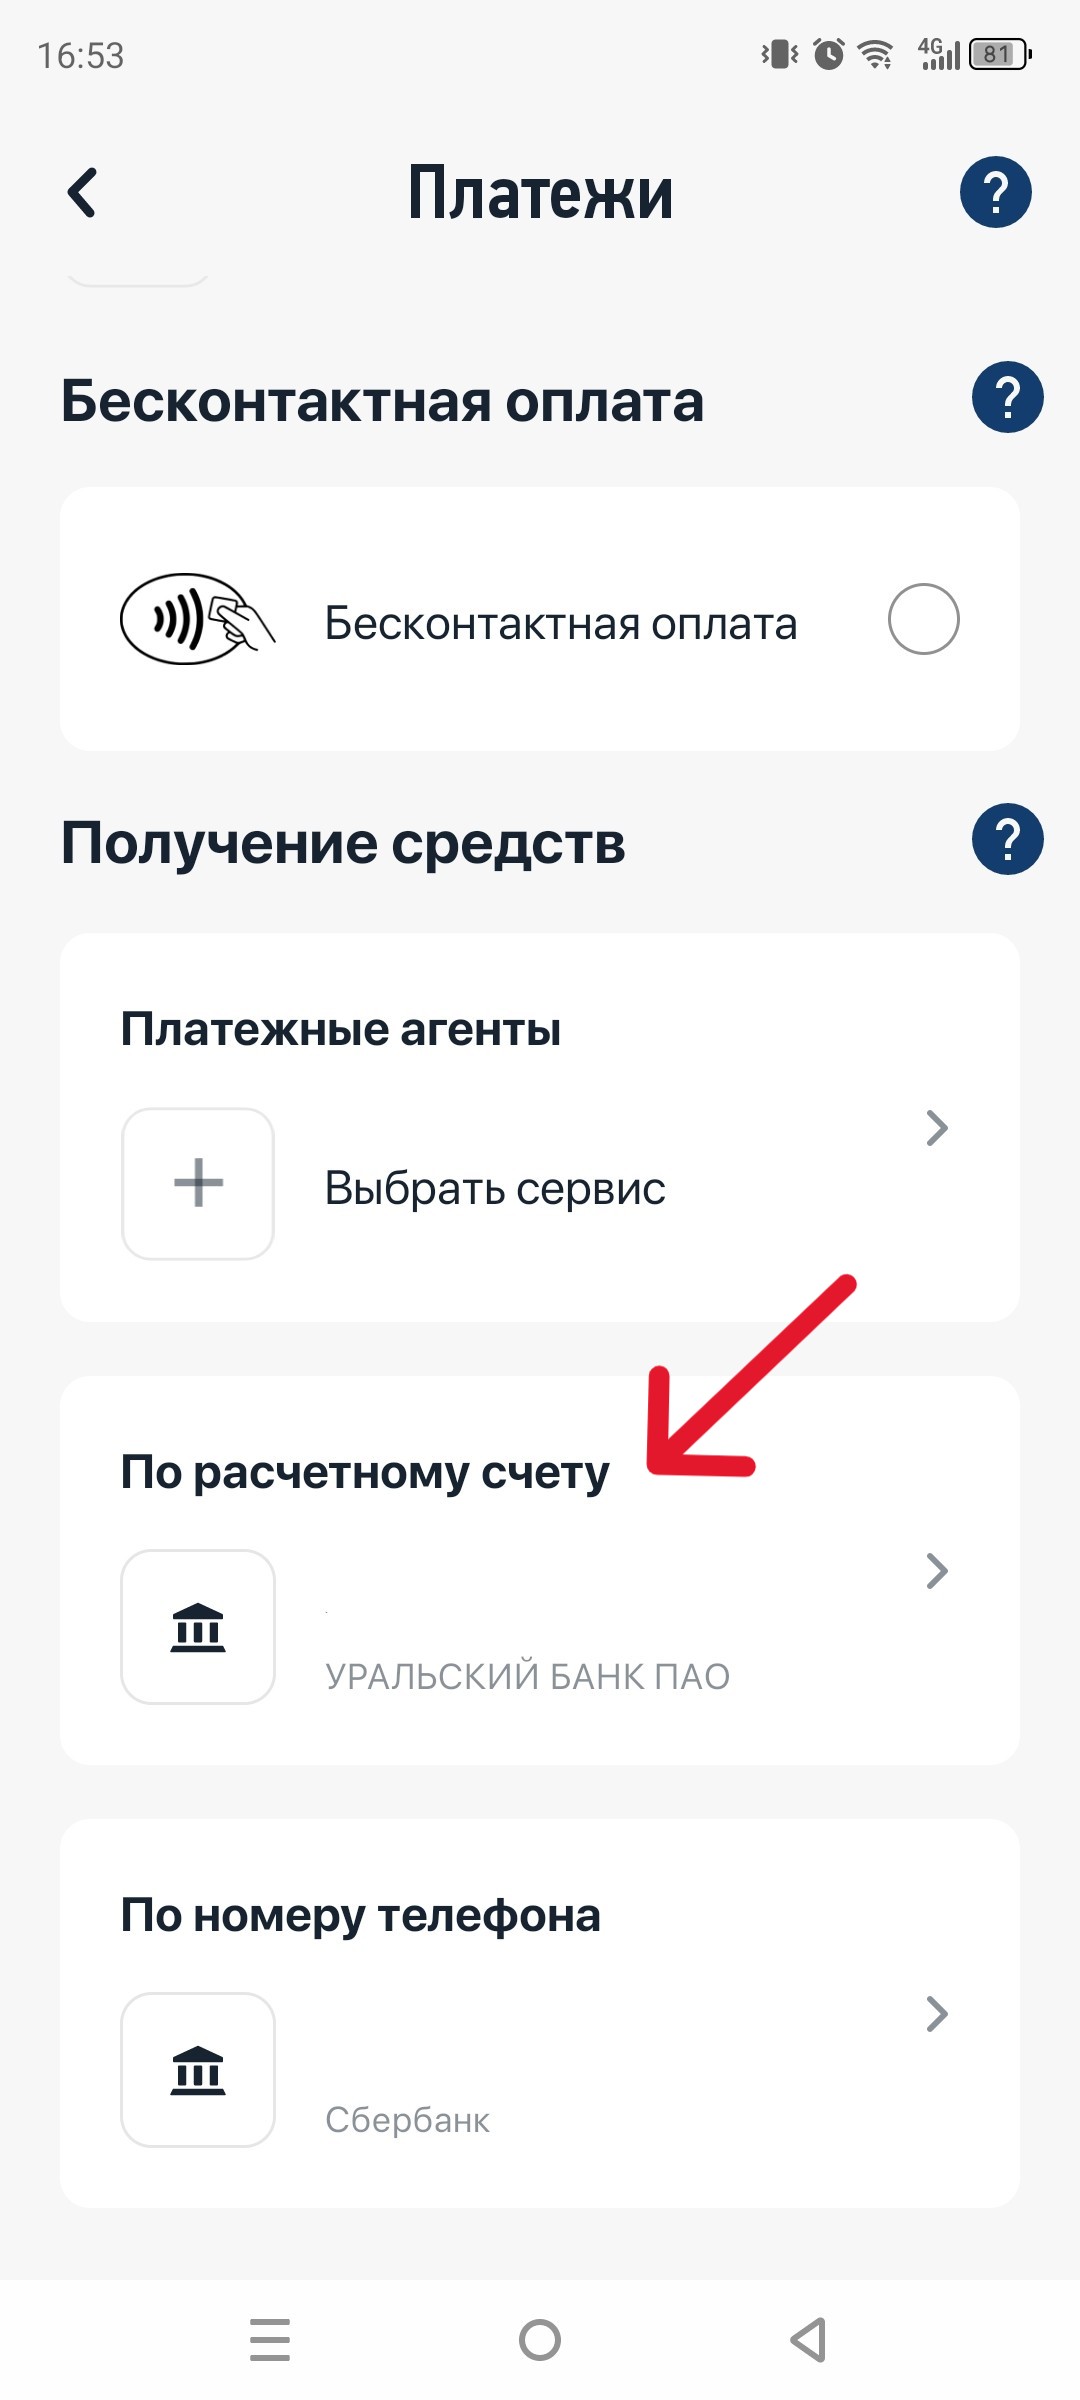 16:53
4G
81
Платежи
?
Бесконтактная оплата
?
Бесконтактная оплата
Получение средств
?
Платежные агенты
Выбрать сервис
По расчетному счету
УРАЛЬСКИЙ БАНК ПАО
По номеру телефона
Сбербанк